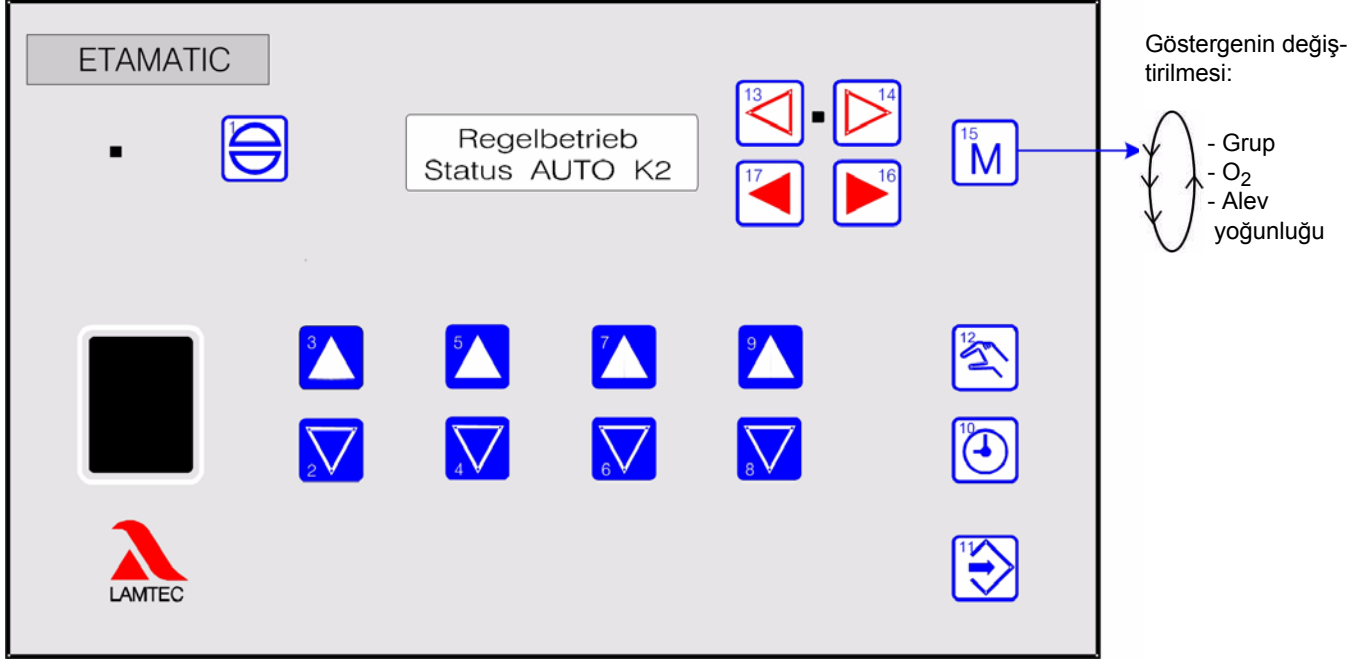 ETAMATIC
Göstergenin değiş-
tirilmesi:
13
14
1
Regelbetrieb
Status AUTO K2
15
M
- Grup
- O2
- Alev
yoğunluğu
17
16
3
5
7
9
12
2
4
6
8
10
11
LAMTEC